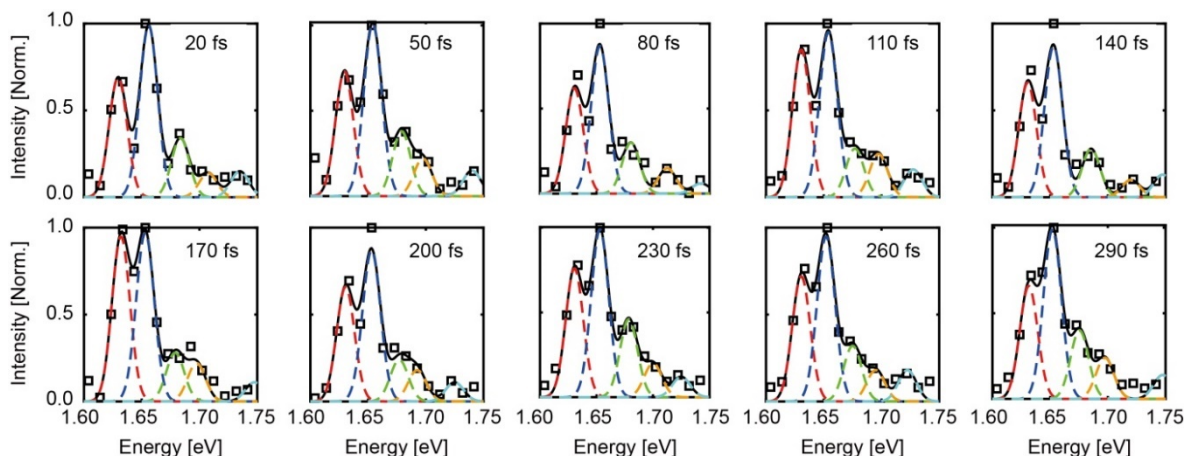 1.0
0.5
0.0
Intensity [Norm.]
20 fs
50 fs
80 fs
110 fs
140 fs
1.0
0.5
0.0
Intensity [Norm.]
170 fs
200 fs
230 fs
260 fs
290 fs
1.60 1.65 1.70 1.75
1.60 1.65 1.70 1.75
1.60 1.65 1.70 1.75
1.60 1.65 1.70 1.75
1.60 1.65 1.70 1.75
Energy [eV]
Energy [eV]
Energy [eV]
Energy [eV]
Energy [eV]